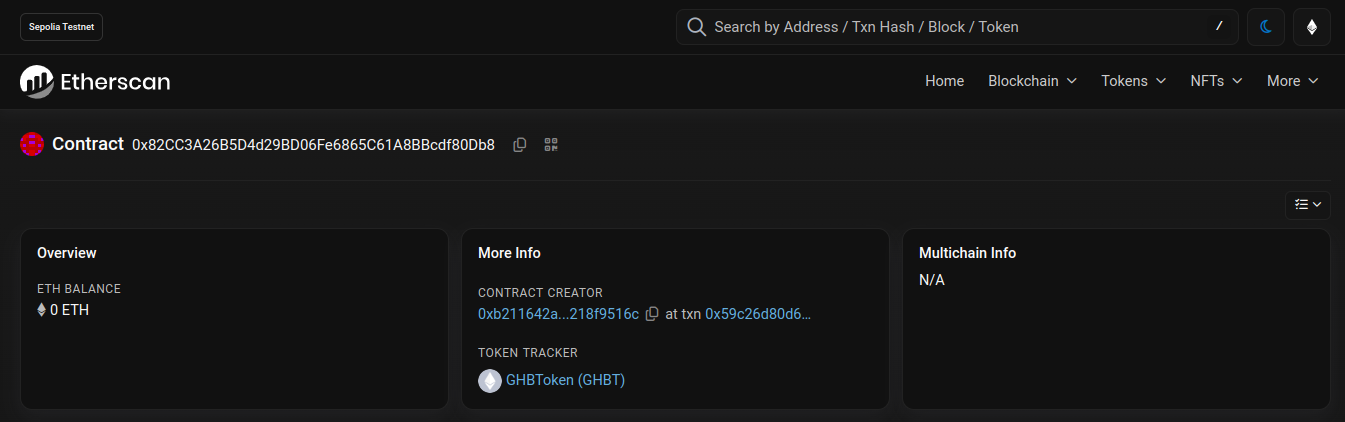 Sepolia Testnet
Search by Address / Txn Hash / Block / Token
/
Etherscan
Home Blockchain Tokens NFTs More
Contract 0x82CC3A26B5D4d29BD06Fe6865C61A8BBcdf80Db8
Overview
ETH BALANCE
0 ETH
More Info
CONTRACT CREATOR
0xb211642a...218f9516c at txn 0x59c26d80d6...
TOKEN TRACKER
GHBToken (GHBT)
Multichain Info
N/A